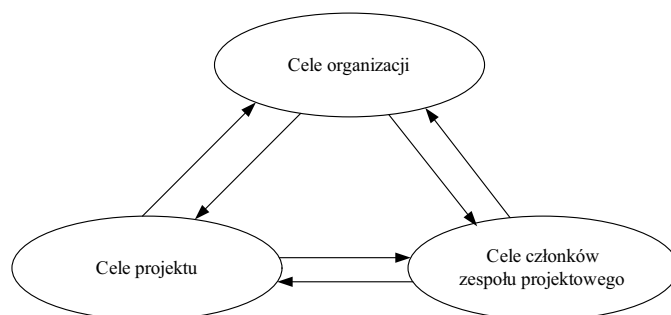 Cele organizacji
Cele projektu
Cele członków
zespołu projektowego